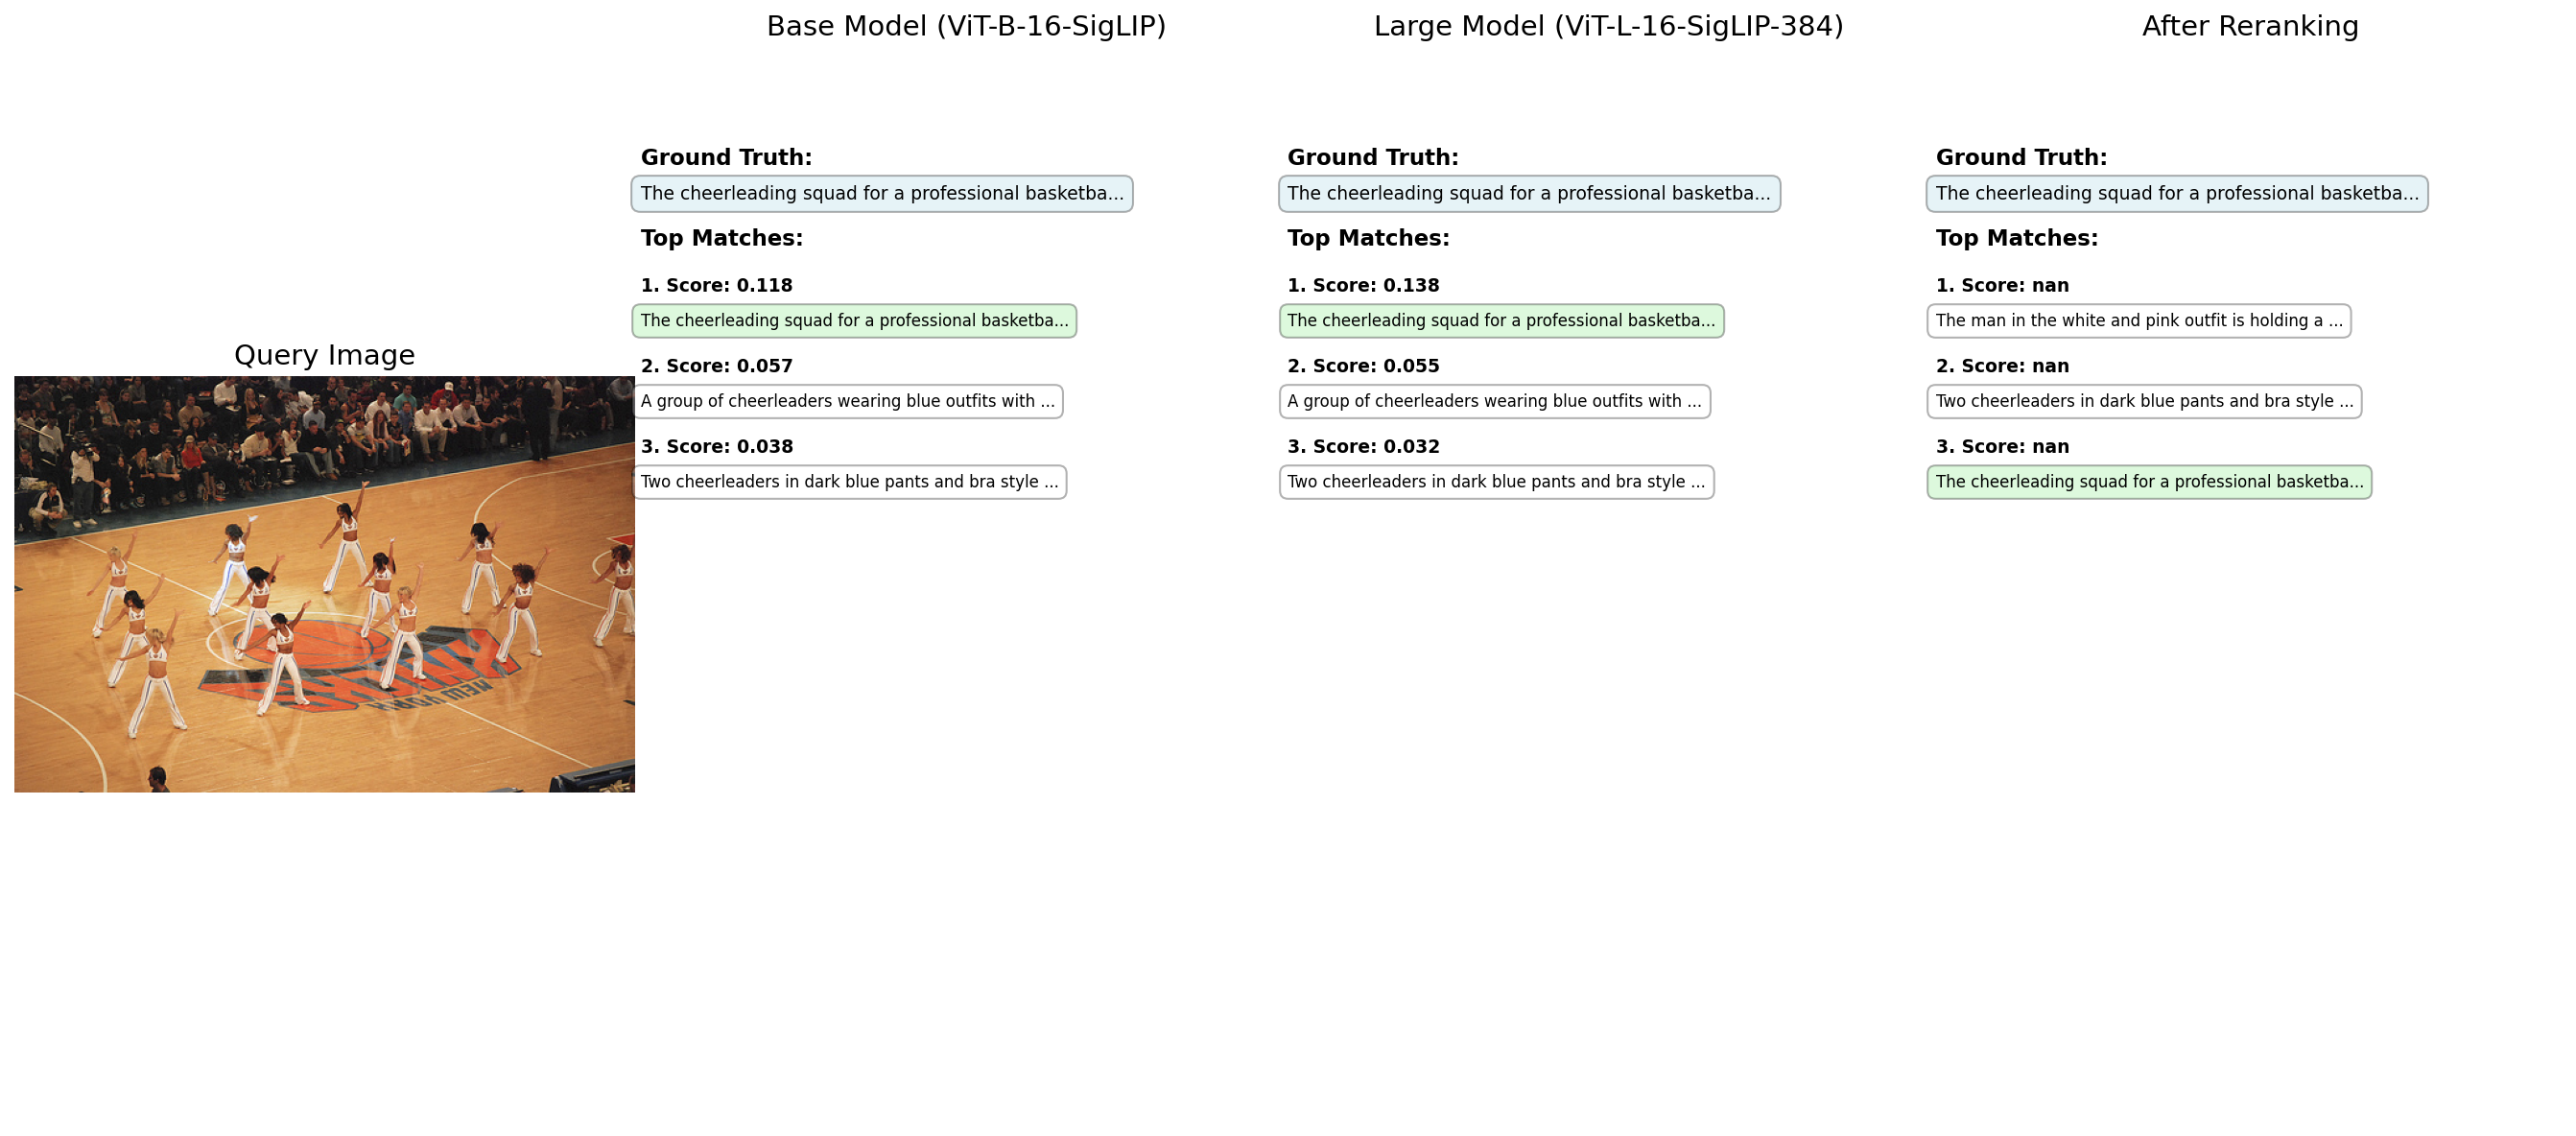 Base Model (ViT-B-16-SigLIP)
Large Model (ViT-L-16-SigLIP-384)
After Reranking
Query Image
NEW YORK
Ground Truth:
The cheerleading squad for a professional basketba...
Top Matches:
1. Score: 0.118
The cheerleading squad for a professional basketba...
2. Score: 0.057
A group of cheerleaders wearing blue outfits with ...
3. Score: 0.038
Two cheerleaders in dark blue pants and bra style ...
Ground Truth:
The cheerleading squad for a professional basketba...
Top Matches:
1. Score: 0.138
The cheerleading squad for a professional basketba...
2. Score: 0.055
A group of cheerleaders wearing blue outfits with ...
3. Score: 0.032
Two cheerleaders in dark blue pants and bra style ...
Ground Truth:
The cheerleading squad for a professional basketba...
Top Matches:
1. Score: nan
The man in the white and pink outfit is holding a ...
2. Score: nan
Two cheerleaders in dark blue pants and bra style ...
3. Score: nan
The cheerleading squad for a professional basketba...